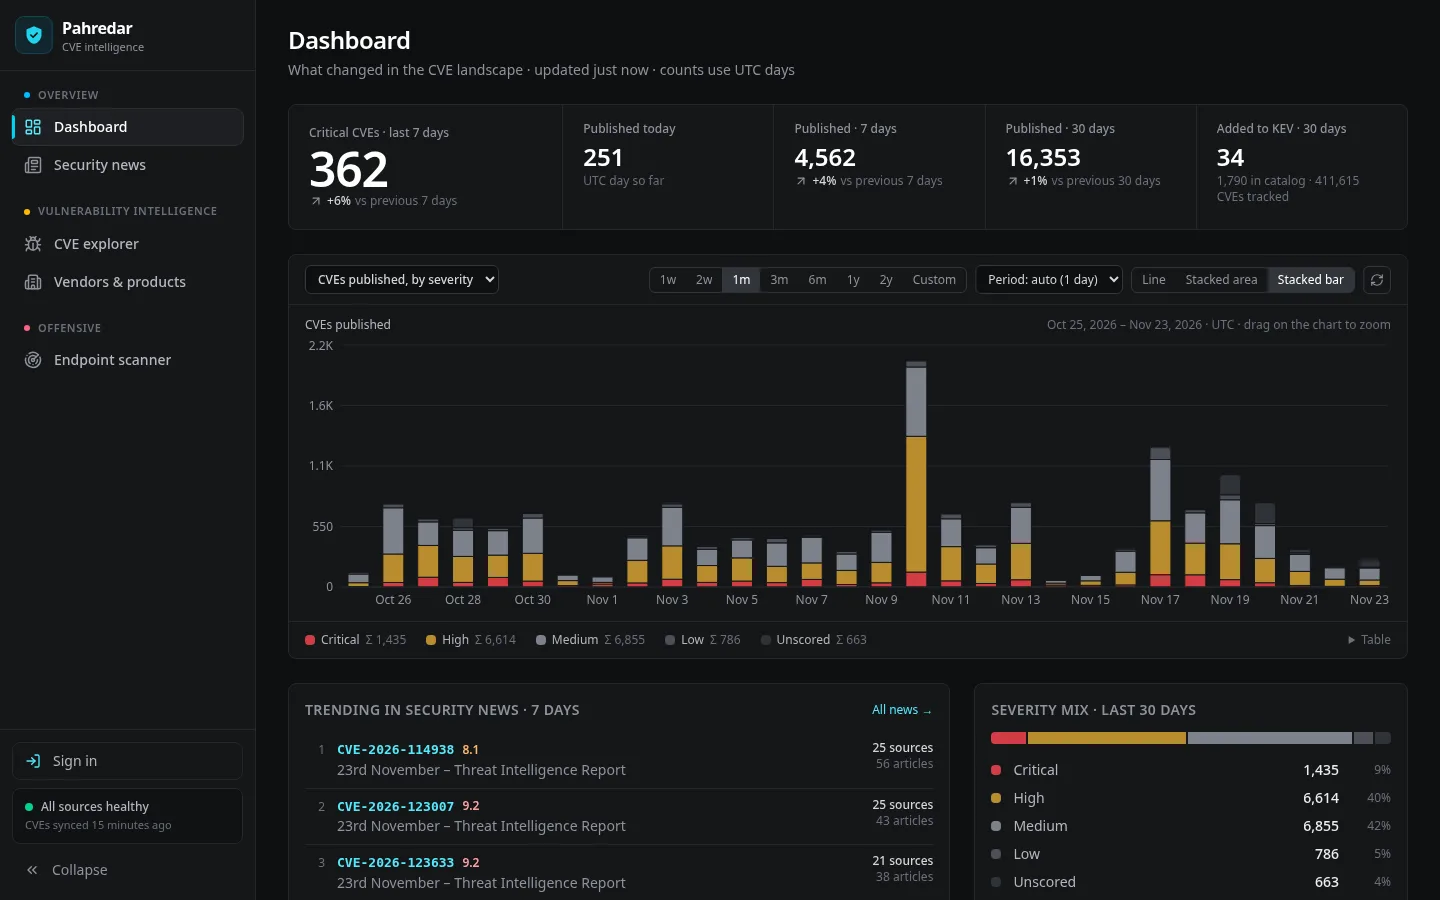 Pahredar
CVE intelligence
OVERVIEW
Dashboard
Security news
VULNERABILITY INTELLIGENCE
CVE explorer
Vendors & products
OFFENSIVE
Endpoint scanner
Sign in
All sources healthy
CVEs synced 15 minutes ago
Collapse
Dashboard
What changed in the CVE landscape · updated just now · counts use UTC days
Critical CVEs · last 7 days
362
+6% vs previous 7 days
Published today
251
UTC day so far
Published · 7 days
4,562
+4% vs previous 7 days
Published · 30 days
16,353
+1% vs previous 30 days
Added to KEV · 30 days
34
1,790 in catalog · 411,615
CVEs tracked
CVEs published, by severity
1w 2w 1m 3m 6m 1y 2y Custom
Period: auto (1 day)
Line Stacked area Stacked bar
CVEs published
Oct 25, 2026 – Nov 23, 2026 · UTC · drag on the chart to zoom
2.2K
1.6K
1.1K
550
0
Oct 26 Oct 28 Oct 30 Nov 1 Nov 3 Nov 5 Nov 7 Nov 9 Nov 11 Nov 13 Nov 15 Nov 17 Nov 19 Nov 21 Nov 23
Critical Σ 1,435 High Σ 6,614 Medium Σ 6,855 Low Σ 786 Unscored Σ 663
Table
TRENDING IN SECURITY NEWS · 7 DAYS
All news →
1 CVE-2026-114938 8.1
23rd November – Threat Intelligence Report
25 sources
56 articles
2 CVE-2026-123007 9.2
23rd November – Threat Intelligence Report
25 sources
43 articles
3 CVE-2026-123633 9.2
23rd November – Threat Intelligence Report
21 sources
38 articles
SEVERITY MIX · LAST 30 DAYS
Critical 1,435 9%
High 6,614 40%
Medium 6,855 42%
Low 786 5%
Unscored 663 4%